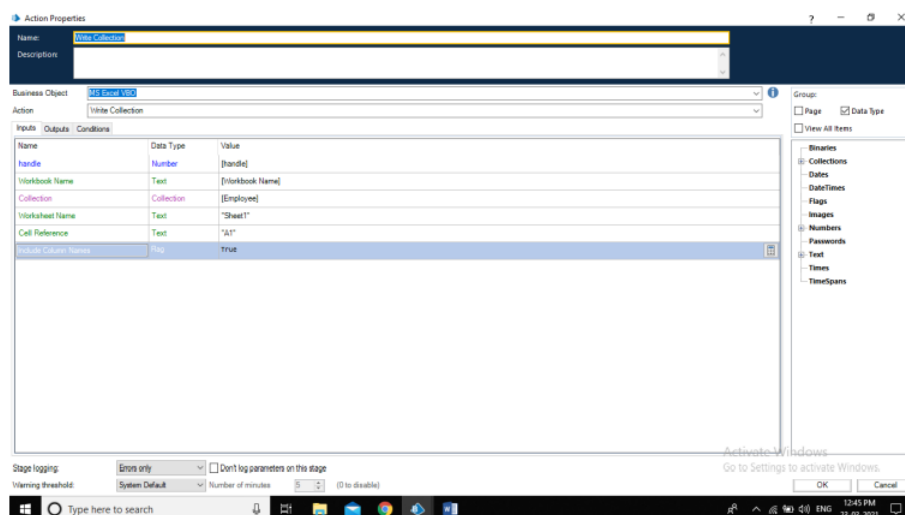 Action Properties ?
Name: Write Collection
Description:
Business Object MS Excel VBO
Action Write Collection
Inputs Outputs Conditions
Name Data Type Value
handle Number [handle]
Workbook Name Text [Workbook Name]
Collection Collection [Employee]
Worksheet Name Text "Sheet1"
Cell Reference Text "A1"
Include Column Names Flag True
Group:
Page Data Type
View All Items
Binaries
Collections
Dates
DateTimes
Flags
Images
Numbers
Passwords
Text
Times
TimeSpans
Activate Windows
Go to Settings to activate Windows.
Stage logging: Errors only Don't log parameters on this stage
Warning threshold: System Default Number of minutes 5 (0 to disable)
OK Cancel
Type here to search ENG 12:45 PM
23-03-2021